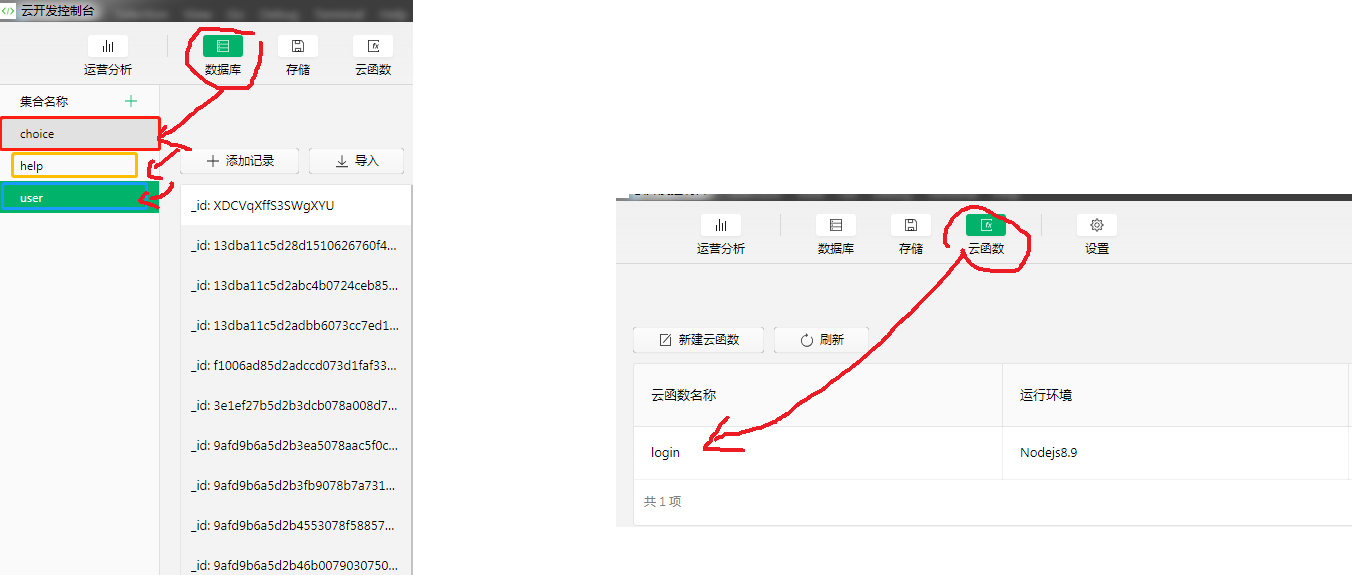 云开发控制台
运营分析
数据库
存储
云函数
集合名称
choice
help
user
添加记录
导入
_id: XDCVqXffS3SWgXYU
_id: 13dba11c5d28d1510626760f4...
_id: 13dba11c5d2abc4b0724ceb85...
_id: 13dba11c5d2adbb6073cc7ed1...
_id: f1006ad85d2adccd073d1faf33...
_id: 3e1ef27b5d2b3dcb078a008d7...
_id: 9afd9b6a5d2b3ea5078aac5f0c...
_id: 9afd9b6a5d2b3fb9078b7a731...
_id: 9afd9b6a5d2b4553078f58857...
_id: 9afd9b6a5d2b46b0079030750...
运营分析
数据库
存储
云函数
设置
新建云函数
刷新
云函数名称
运行环境
login
Nodejs8.9
共 1 项